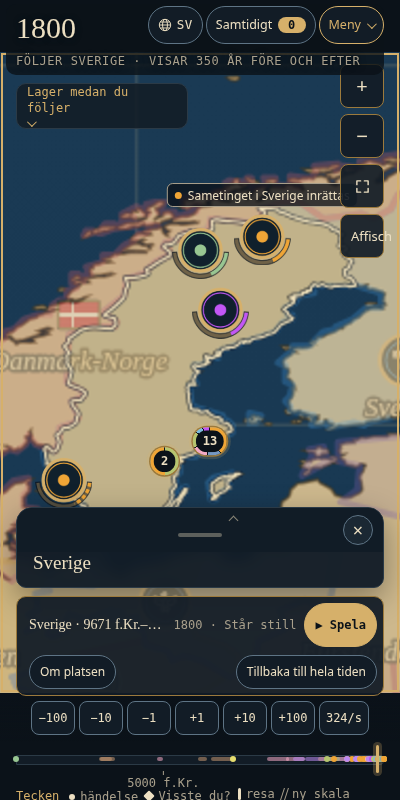 1800
SV
Samtidigt 0
Meny
FÖLJER SVERIGE · VISAR 350 ÅR FÖRE OCH EFTER
Lager medan du
följer
+
−
Sametinget i Sverige inrätta
Affisch
Danmark-Norge
Sve
13
2
Sverige
Sverige · 9671 f.Kr.–…
1800 · Står still
▶ Spela
Om platsen
Tillbaka till hela tiden
−100
−10
−1
+1
+10
+100
324/s
5000 f.Kr.
Tecken händelse Visste du? resa // ny skala